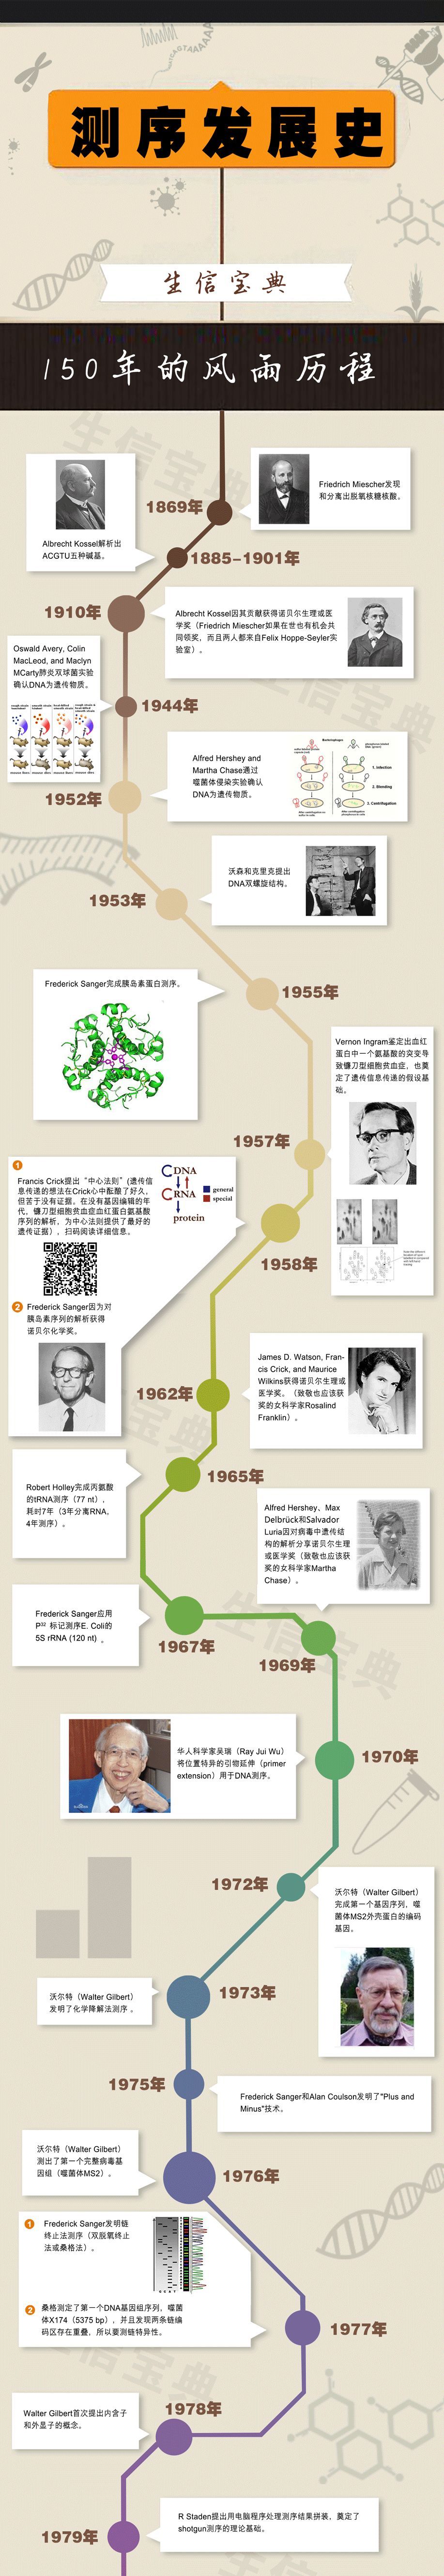 测序发展史
生信宝典
150年的风雨历程
1869年
Friedrich Miescher发现
和分离出脱氧核糖核酸。
Albrecht Kossel解析出
ACGTU五种碱基。
1885-1901年
1910年
Albrecht Kossel因其贡献获得诺贝尔生理或医
学奖（Friedrich Miescher如果在世也有机会共
同领奖，而且两人都来自Felix Hoppe-Seyler实
验室）。
Oswald Avery, Colin
MacLeod, and Maclyn
MCarty肺炎双球菌实验
确认DNA为遗传物质。
1944年
Alfred Hershey and
Martha Chase通过
噬菌体侵染实验确认
DNA为遗传物质。
1. Infection
2. Blending
3. Centrifugation
1952年
沃森和克里克提出
DNA双螺旋结构。
1953年
Frederick Sanger完成胰岛素蛋白测序。
1955年
Vernon Ingram鉴定出血红
蛋白中一个氨基酸的突变导
致镰刀型细胞贫血症，也奠
定了遗传信息传递的假设基
础。
1957年
1
Francis Crick提出“中心法则”(遗传信
息传递的想法在Crick心中酝酿了好久，
但苦于没有证据，在没有基因编辑的年
代，镰刀型细胞贫血症血红蛋白氨基酸
序列的解析，为中心法则提供了最好的
遗传证据），扫码阅读详细信息。
DNA
RNA
protein
general
special
1958年
2
Frederick Sanger因为对
胰岛素序列的解析获得
诺贝尔化学奖。
James D. Watson, Fran-
cis Crick, and Maurice
Wilkins获得诺贝尔生理或
医学奖。（致敬也应该获
奖的女科学家Rosalind
Franklin）。
1962年
Robert Holley完成丙氨酸
的tRNA测序（77 nt），
耗时7年（3年分离RNA，
4年测序）。
1965年
Alfred Hershey、Max
Delbrück和Salvador
Luria因对病毒中遗传结
构的解析分享诺贝尔生理
或医学奖（致敬也应该获
奖的女科学家Martha
Chase）。
Frederick Sanger应用
P32 标记测序E. Coli的
5S rRNA (120 nt) 。
1967年
1969年
华人科学家吴瑞（Ray Jui Wu）
将位置特异的引物延伸（primer
extension）用于DNA测序。
1970年
1972年
沃尔特（Walter Gilbert）
完成第一个基因序列，噬
菌体MS2外壳蛋白的编码
基因。
沃尔特（Walter Gilbert）
发明了化学降解法测序 。
1973年
1975年
Frederick Sanger和Alan Coulson发明了"Plus and
Minus"技术。
沃尔特（Walter Gilbert）
测出了第一个完整病毒基
因组（噬菌体MS2）。
1976年
1
Frederick Sanger发明链
终止法测序（双脱氧终止
法或桑格法）。
2
桑格测定了第一个DNA基因组序列，噬菌
体X174（5375 bp），并且发现两条链编
码区存在重叠，所以要测链特异性。
1977年
1978年
Walter Gilbert首次提出内含子
和外显子的概念。
R Staden提出用电脑程序处理测序结果拼装，奠定了
shotgun测序的理论基础。
1979年